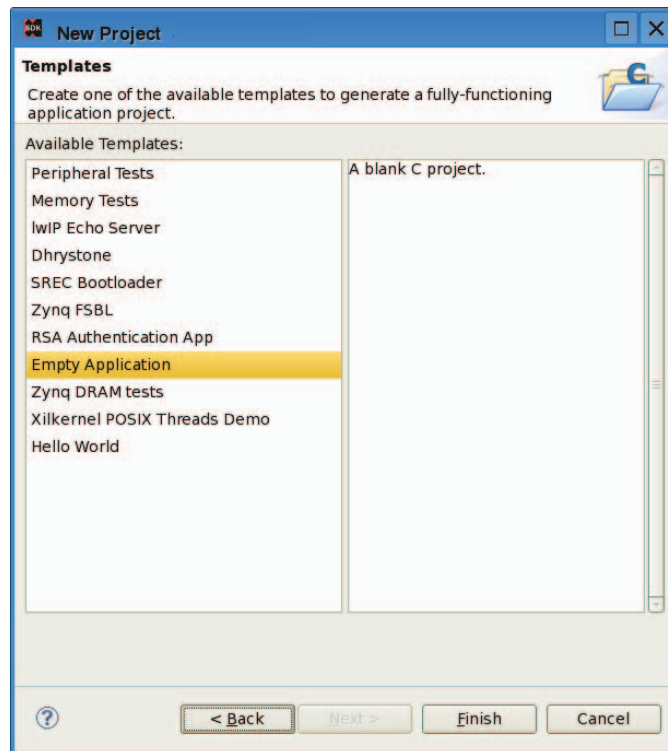 SDK New Project
Templates
Create one of the available templates to generate a fully-functioning
application project.
C
Available Templates:
Peripheral Tests
Memory Tests
lwIP Echo Server
Dhrystone
SREC Bootloader
Zynq FSBL
RSA Authentication App
Empty Application
Zynq DRAM tests
Xilkernel POSIX Threads Demo
Hello World
A blank C project.
? < Back Next > Finish Cancel